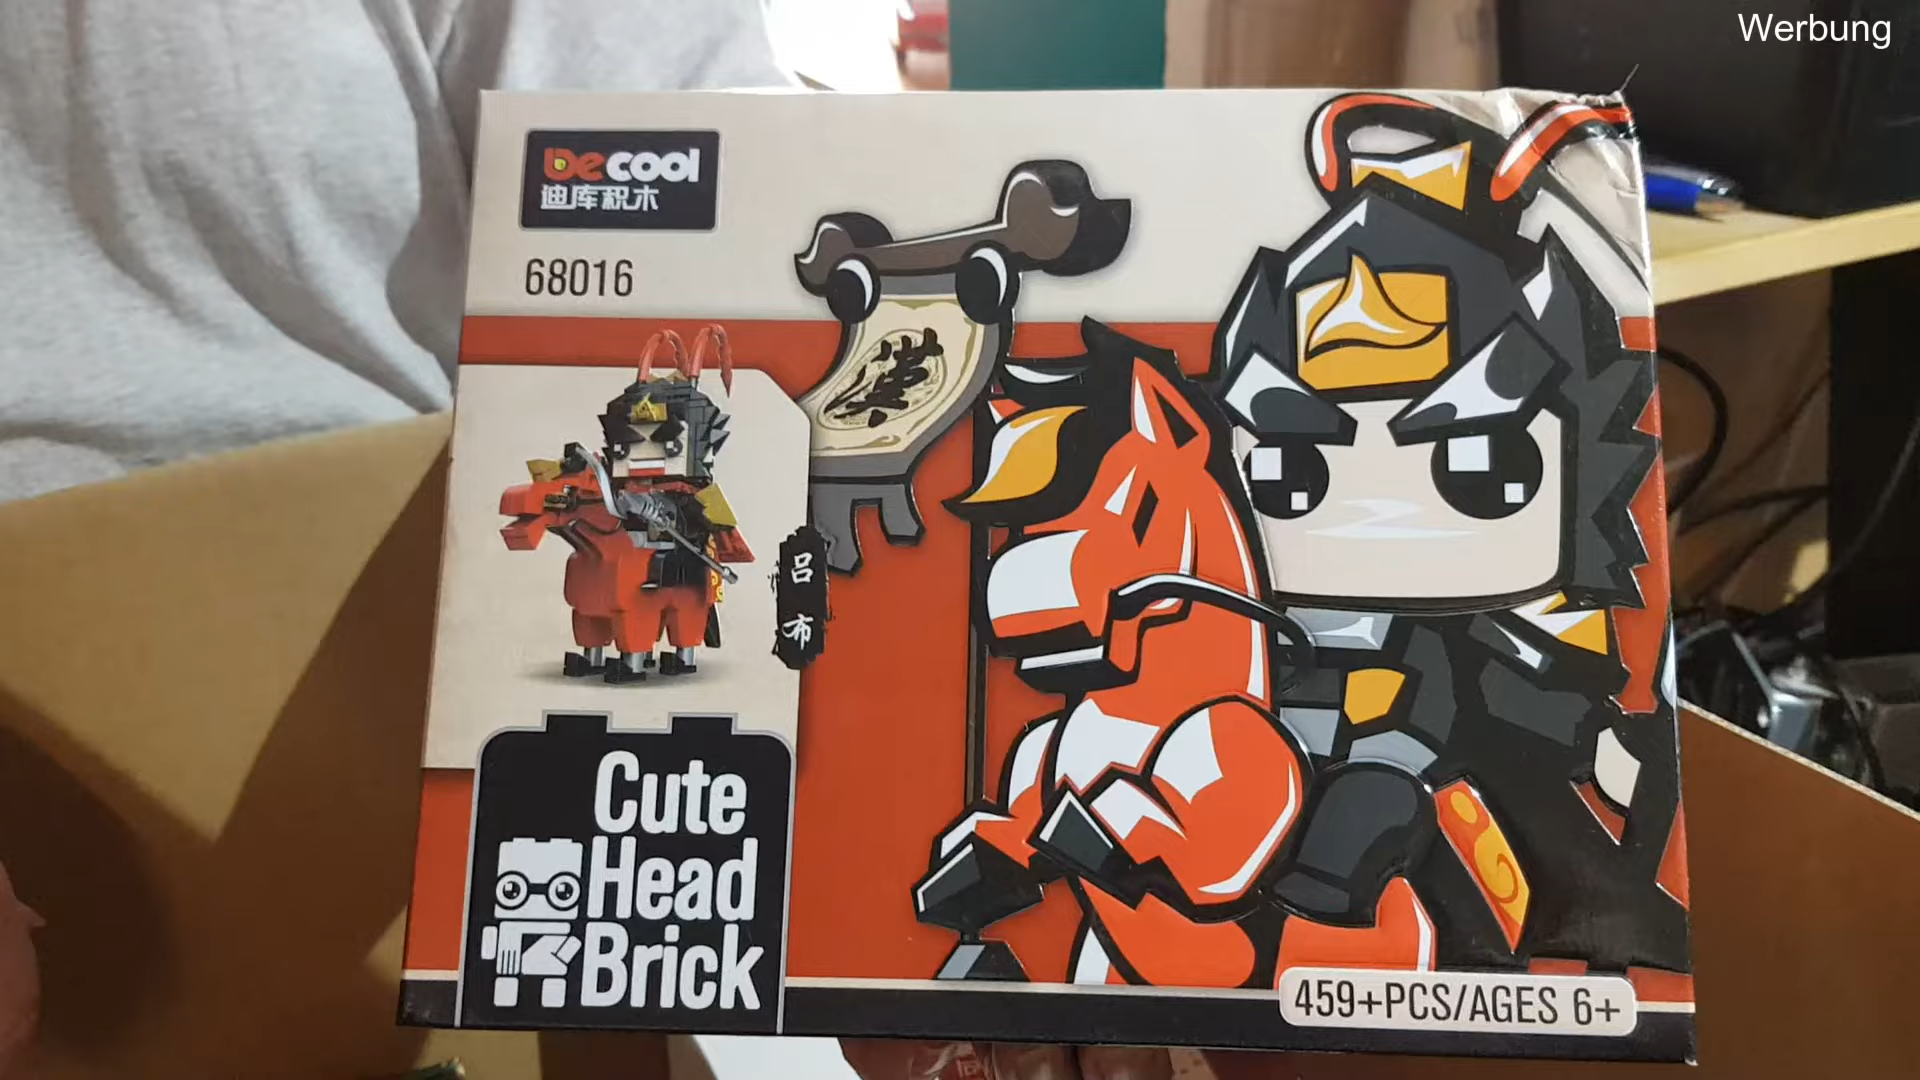 Werbung
decool
迪库积木
68016
漢
吕
布
Cute
Head
Brick
459+PCS/AGES 6+